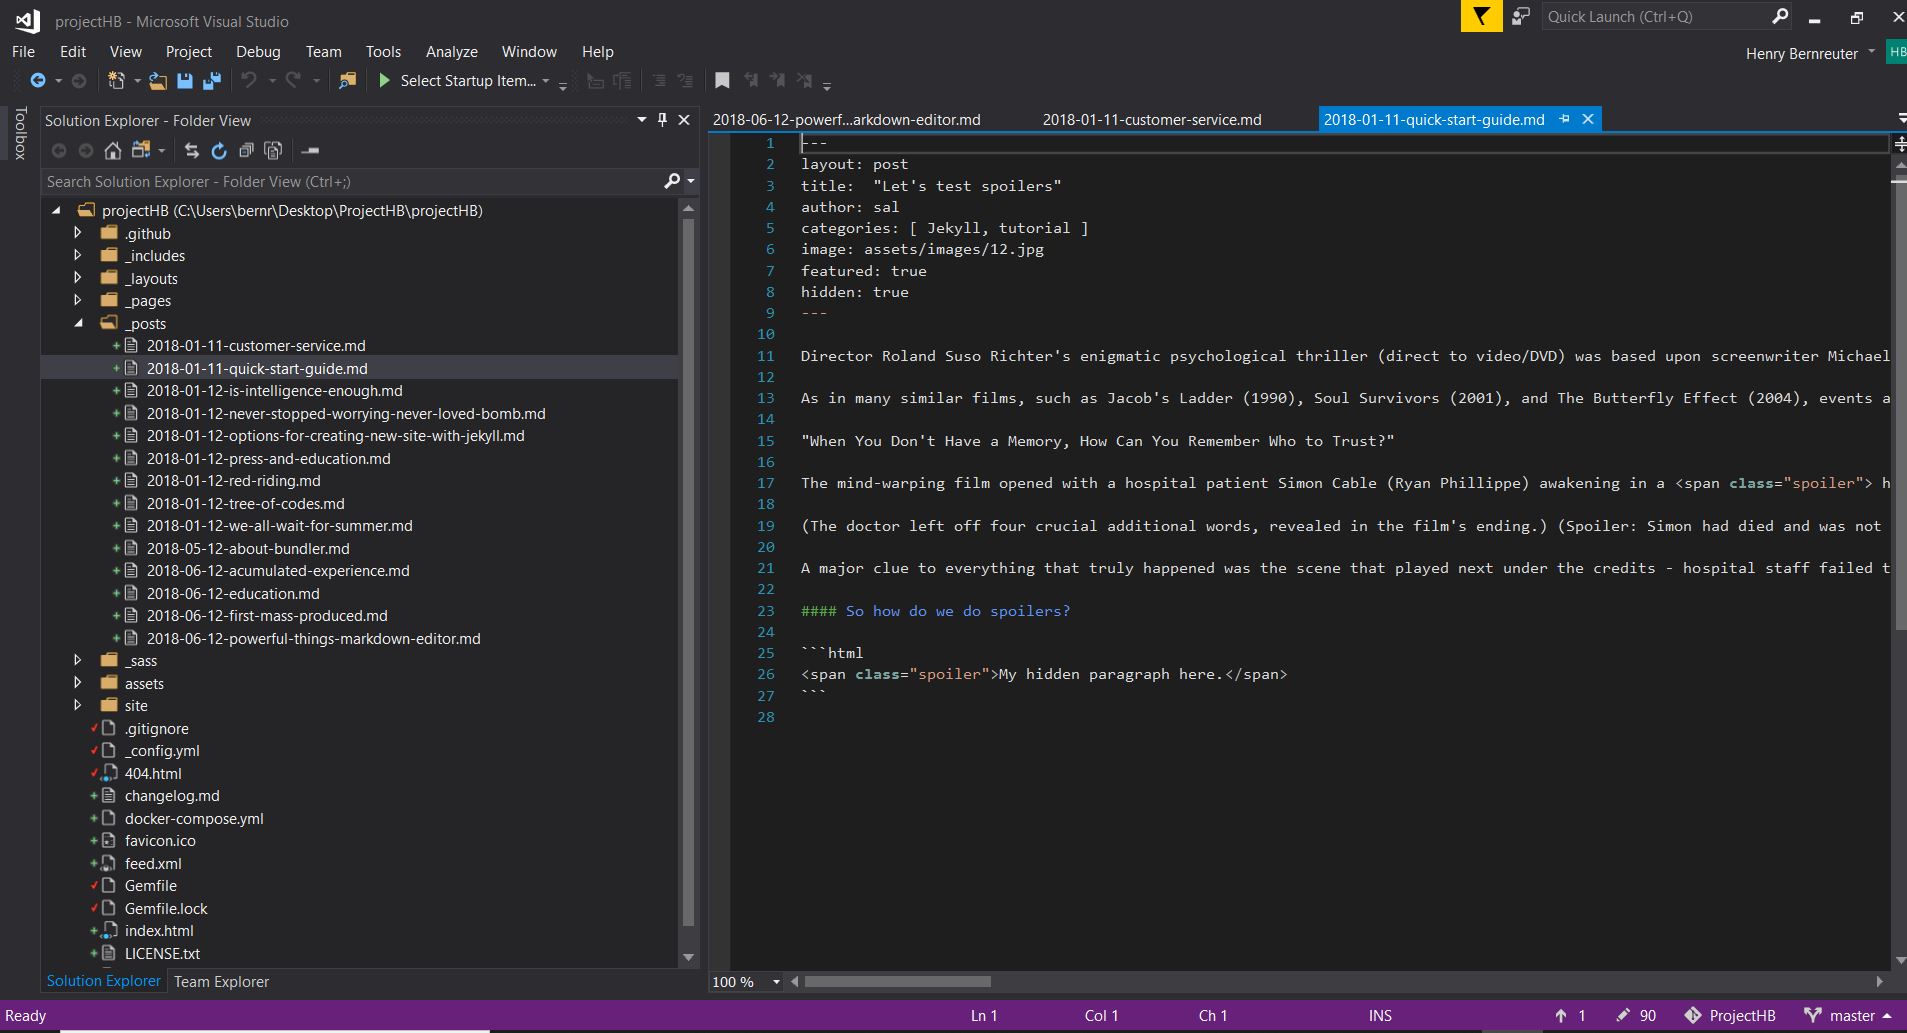 projectHB - Microsoft Visual Studio
Quick Launch (Ctrl+Q)
File Edit View Project Debug Team Tools Analyze Window Help
Henry Bernreuter HB
Select Startup Item...
Toolbox
Solution Explorer - Folder View
Search Solution Explorer - Folder View (Ctrl+;)
projectHB (C:\Users\bernr\Desktop\ProjectHB\projectHB)
.github
_includes
_layouts
_pages
_posts
2018-01-11-customer-service.md
2018-01-11-quick-start-guide.md
2018-01-12-is-intelligence-enough.md
2018-01-12-never-stopped-worrying-never-loved-bomb.md
2018-01-12-options-for-creating-new-site-with-jekyll.md
2018-01-12-press-and-education.md
2018-01-12-red-riding.md
2018-01-12-tree-of-codes.md
2018-01-12-we-all-wait-for-summer.md
2018-05-12-about-bundler.md
2018-06-12-acumulated-experience.md
2018-06-12-education.md
2018-06-12-first-mass-produced.md
2018-06-12-powerful-things-markdown-editor.md
_sass
assets
site
.gitignore
_config.yml
404.html
changelog.md
docker-compose.yml
favicon.ico
feed.xml
Gemfile
Gemfile.lock
index.html
LICENSE.txt
Solution Explorer Team Explorer
2018-06-12-powerf...arkdown-editor.md 2018-01-11-customer-service.md 2018-01-11-quick-start-guide.md
1 ---
2 layout: post
3 title:  "Let's test spoilers"
4 author: sal
5 categories: [ Jekyll, tutorial ]
6 image: assets/images/12.jpg
7 featured: true
8 hidden: true
9 ---
10
11 Director Roland Suso Richter's enigmatic psychological thriller (direct to video/DVD) was based upon screenwriter Michael
12
13 As in many similar films, such as Jacob's Ladder (1990), Soul Survivors (2001), and The Butterfly Effect (2004), events a
14
15 "When You Don't Have a Memory, How Can You Remember Who to Trust?"
16
17 The mind-warping film opened with a hospital patient Simon Cable (Ryan Phillippe) awakening in a <span class="spoiler"> h
18
19 (The doctor left off four crucial additional words, revealed in the film's ending.) (Spoiler: Simon had died and was not
20
21 A major clue to everything that truly happened was the scene that played next under the credits - hospital staff failed t
22
23 #### So how do we do spoilers?
24
25 ```html
26 <span class="spoiler">My hidden paragraph here.</span>
27 ```
28
100 %
Ready Ln 1 Col 1 Ch 1 INS 1 90 ProjectHB master